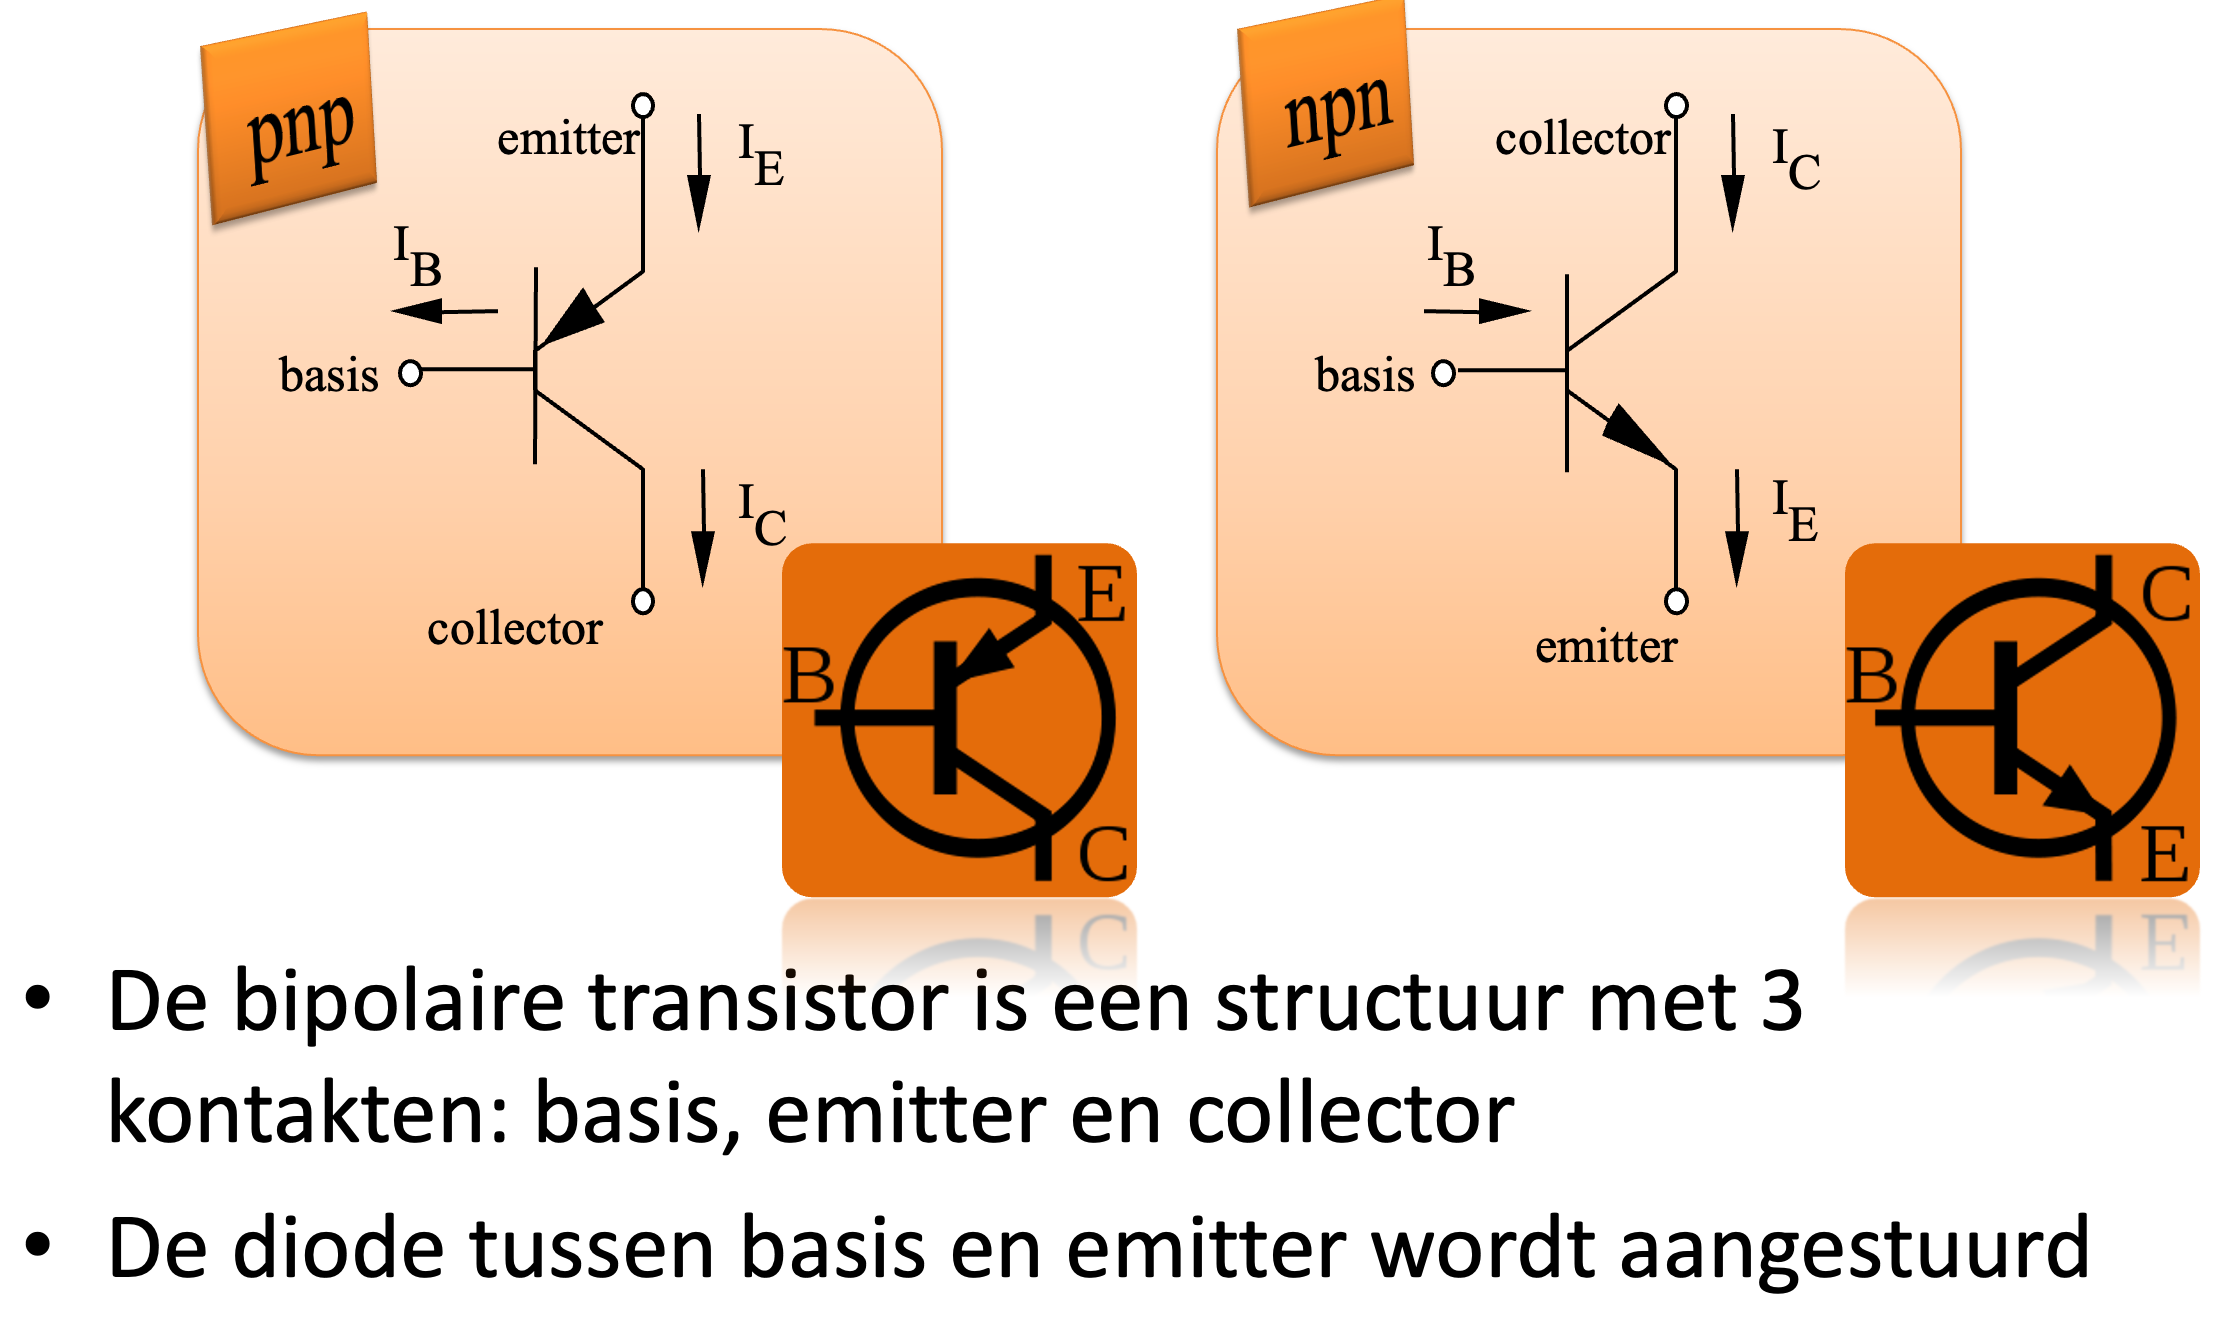 pnp
emitter
I_E
I_B
basis
I_C
collector
E
B
C
npn
collector
I_C
I_B
basis
I_E
emitter
C
B
E
• De bipolaire transistor is een structuur met 3
kontakten: basis, emitter en collector
• De diode tussen basis en emitter wordt aangestuurd